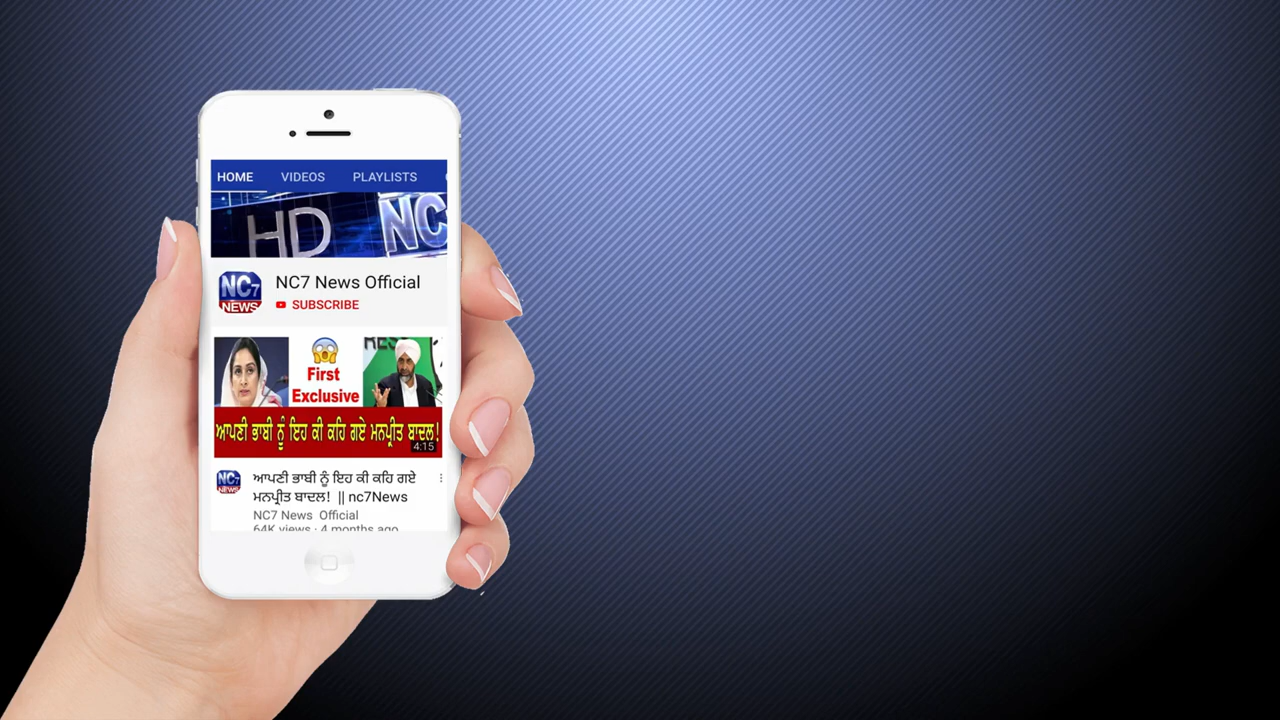 HOME VIDEOS PLAYLISTS
HD NC
NC7 NEWS
NC7 News Official
SUBSCRIBE
First
Exclusive
ਆਪਣੀ ਭਾਬੀ ਨੂੰ ਇਹ ਕੀ ਕਹਿ ਗਏ ਮਨਪ੍ਰੀਤ ਬਾਦਲ!
4:15
NC7 NEWS
ਆਪਣੀ ਭਾਬੀ ਨੂੰ ਇਹ ਕੀ ਕਹਿ ਗਏ
ਮਨਪ੍ਰੀਤ ਬਾਦਲ! || nc7News
NC7 News Official
64K views · 4 months ago